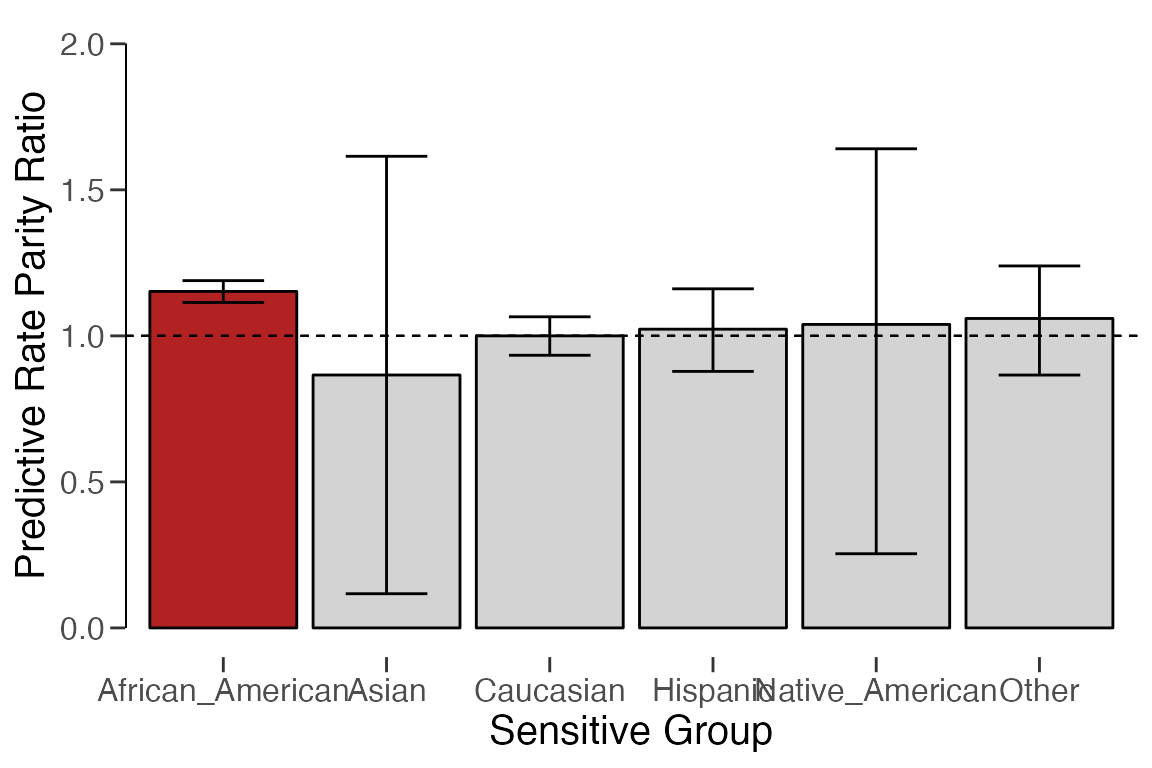 Predictive Rate Parity Ratio
2.0
1.5
1.0
0.5
0.0
African_American Asian Caucasian Hispanic Native_American Other
Sensitive Group